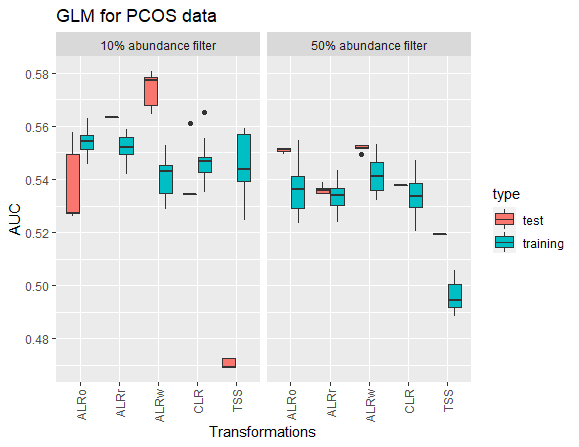 GLM for PCOS data
10% abundance filter
50% abundance filter
0.58
0.56
0.54
0.52
0.50
0.48
AUC
ALRo
ALRr
ALRw
CLR
TSS
ALRo
ALRr
ALRw
CLR
TSS
Transformations
type
test
training